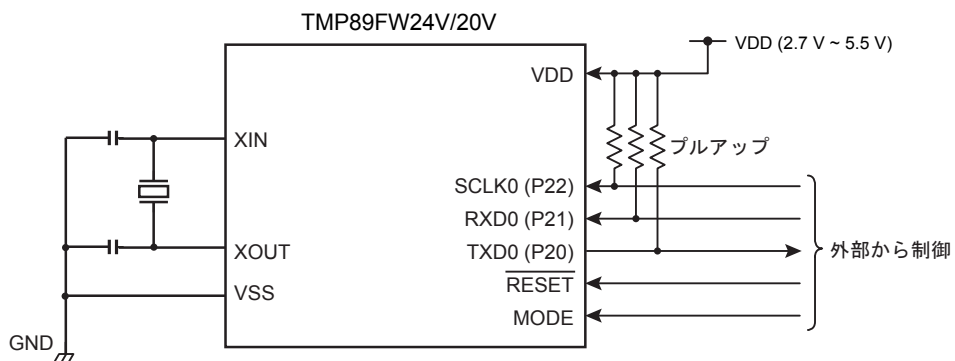 TMP89FW24V/20V
VDD (2.7 V ~ 5.5 V)
VDD
XIN
プルアップ
SCLK0 (P22)
RXD0 (P21)
TXD0 (P20)
外部から制御
XOUT
RESET
VSS
MODE
GND